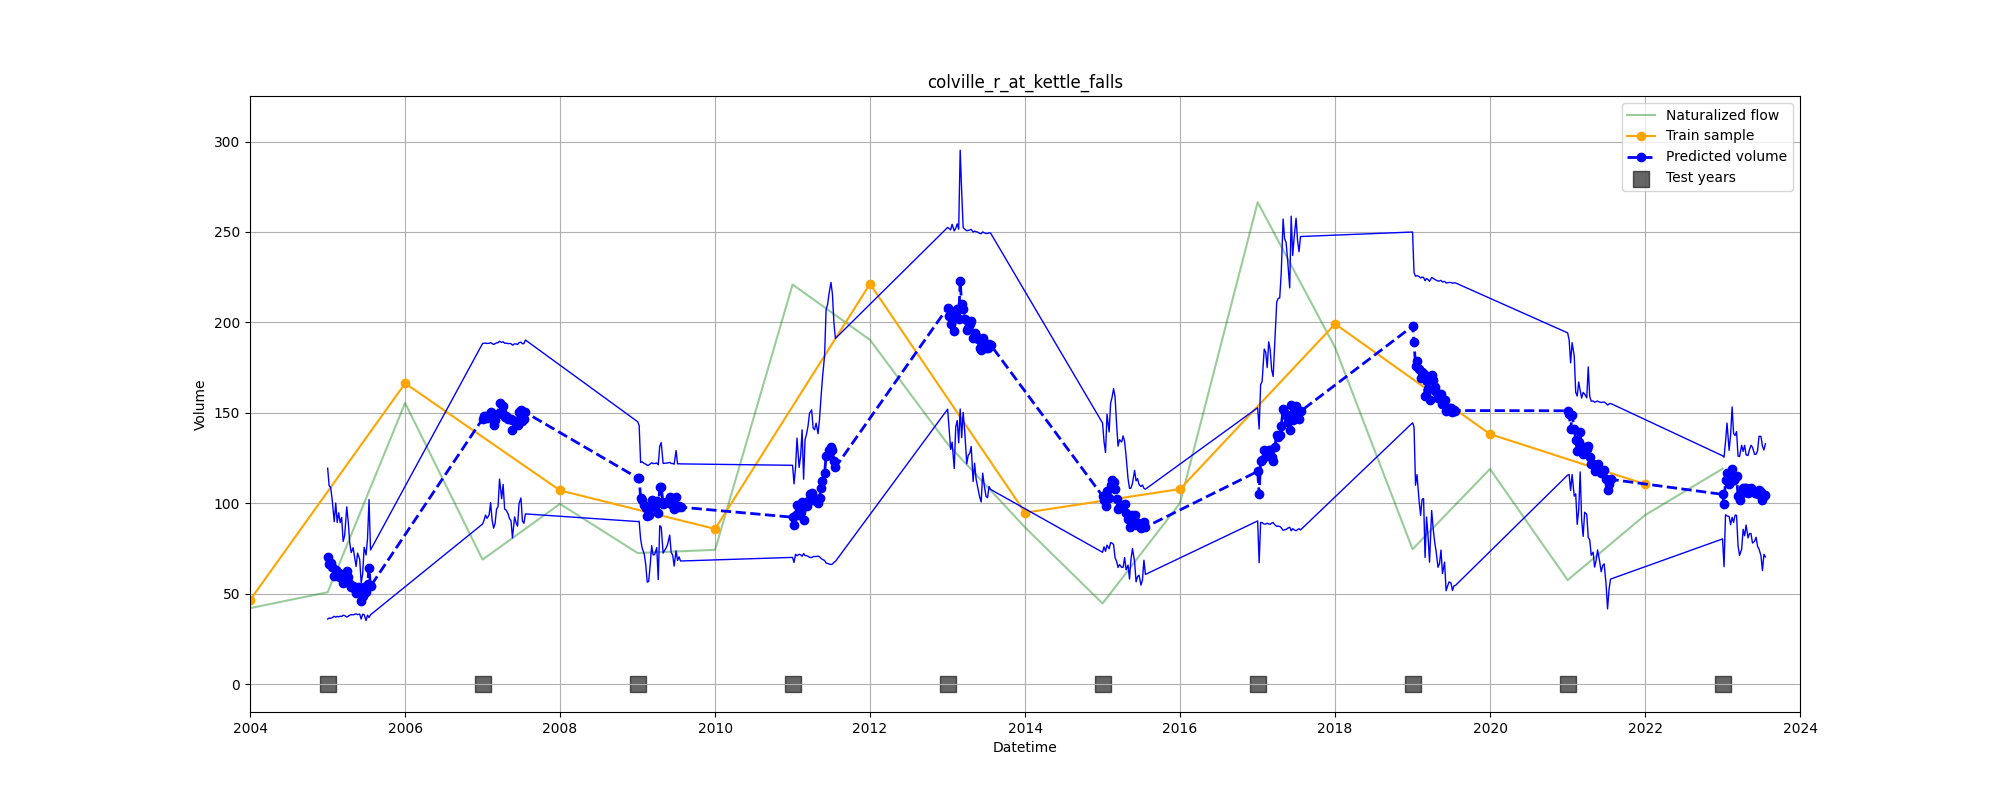 colville_r_at_kettle_falls
Naturalized flow
Train sample
Predicted volume
Test years
Volume
300
250
200
150
100
50
0
2004 2006 2008 2010 2012 2014 2016 2018 2020 2022 2024
Datetime